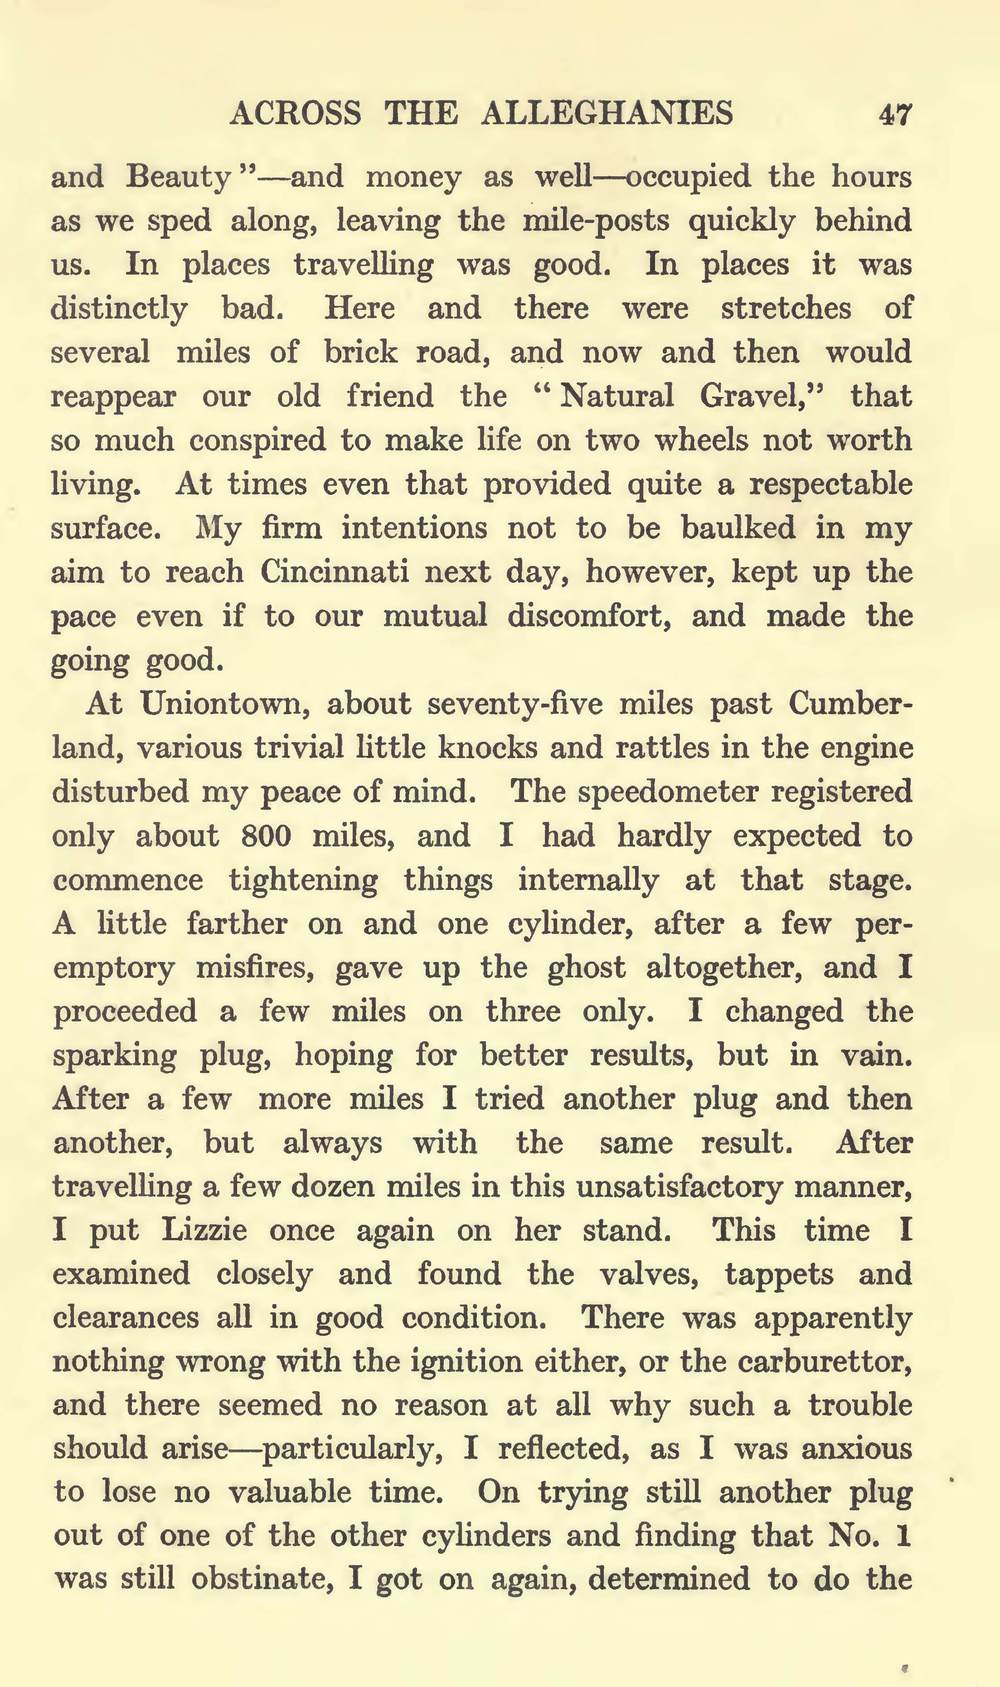 ACROSS THE ALLEGHANIES 47
and Beauty"—and money as well—occupied the hours
as we sped along, leaving the mile-posts quickly behind
us. In places travelling was good. In places it was
distinctly bad. Here and there were stretches of
several miles of brick road, and now and then would
reappear our old friend the "Natural Gravel," that
so much conspired to make life on two wheels not worth
living. At times even that provided quite a respectable
surface. My firm intentions not to be baulked in my
aim to reach Cincinnati next day, however, kept up the
pace even if to our mutual discomfort, and made the
going good.
At Uniontown, about seventy-five miles past Cumber-
land, various trivial little knocks and rattles in the engine
disturbed my peace of mind. The speedometer registered
only about 800 miles, and I had hardly expected to
commence tightening things internally at that stage.
A little farther on and one cylinder, after a few per-
emptory misfires, gave up the ghost altogether, and I
proceeded a few miles on three only. I changed the
sparking plug, hoping for better results, but in vain.
After a few more miles I tried another plug and then
another, but always with the same result. After
travelling a few dozen miles in this unsatisfactory manner,
I put Lizzie once again on her stand. This time I
examined closely and found the valves, tappets and
clearances all in good condition. There was apparently
nothing wrong with the ignition either, or the carburettor,
and there seemed no reason at all why such a trouble
should arise—particularly, I reflected, as I was anxious
to lose no valuable time. On trying still another plug
out of one of the other cylinders and finding that No. 1
was still obstinate, I got on again, determined to do the